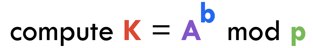 compute K = A^b mod p